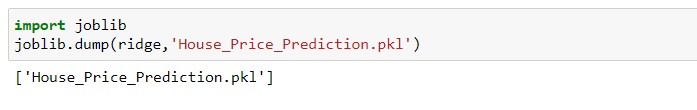 import joblib
joblib.dump(ridge,'House_Price_Prediction.pkl')
['House_Price_Prediction.pkl']